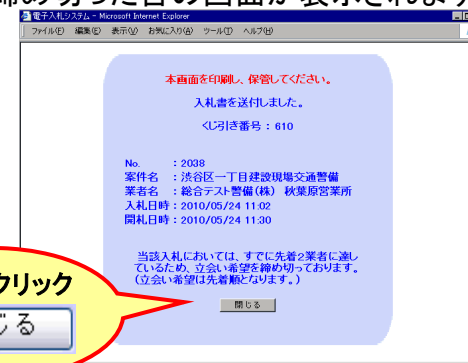 締め切った旨の画面が表示されます
電子入札システム - Microsoft Internet Explorer
ファイル(F) 編集(E) 表示(V) お気に入り(A) ツール(T) ヘルプ(H)
本画面を印刷し、保管してください。
入札書を送付しました。
くじ引き番号：610
No. ：2038
案件名 ：渋谷区一丁目建設現場交通警備
業者名 ：総合テスト警備(株) 秋葉原営業所
入札日時：2010/05/24 11:02
開札日時：2010/05/24 11:30
当該入札においては、すでに先着2業者に達し
ているため、立会い希望を締め切っております。
(立会い希望は先着順となります。)
閉じる
クリック
じる